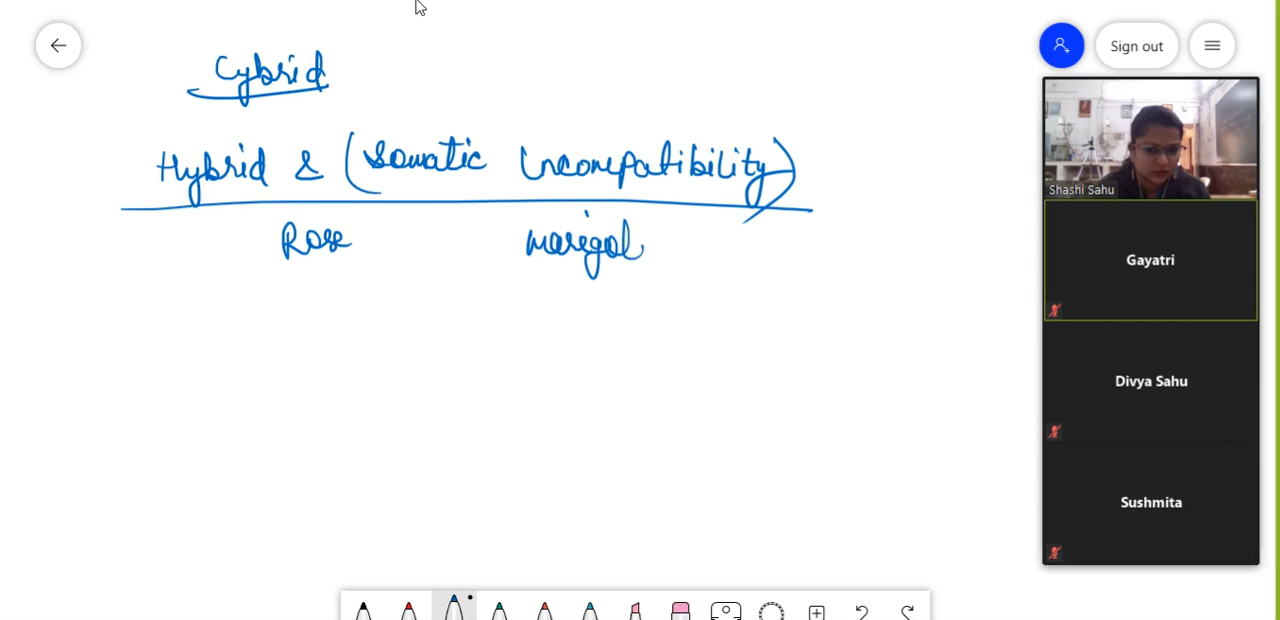 Sign out
Cybrid
Hybrid & (Somatic Incompatibility)
Rose marigol
Shashi Sahu
Gayatri
Divya Sahu
Sushmita